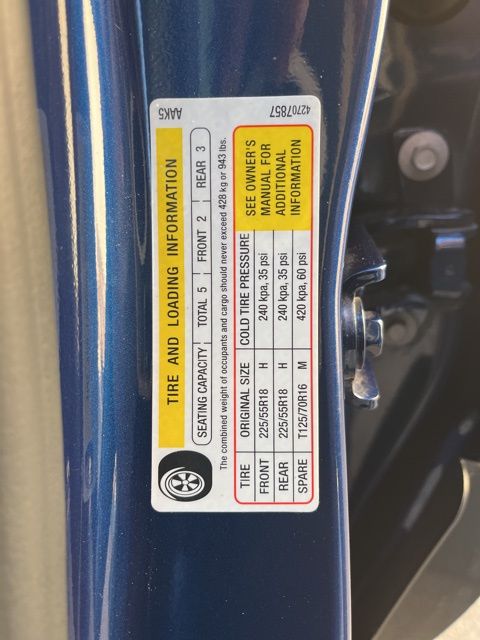 AAK5
42707857
TIRE AND LOADING INFORMATION
SEATING CAPACITY TOTAL 5 FRONT 2 REAR 3
The combined weight of occupants and cargo should never exceed 428 kg or 943 lbs.
TIRE ORIGINAL SIZE COLD TIRE PRESSURE
FRONT 225/55R18 H 240 kpa, 35 psi
REAR 225/55R18 H 240 kpa, 35 psi
SPARE T125/70R16 M 420 kpa, 60 psi
SEE OWNER'S
MANUAL FOR
ADDITIONAL
INFORMATION